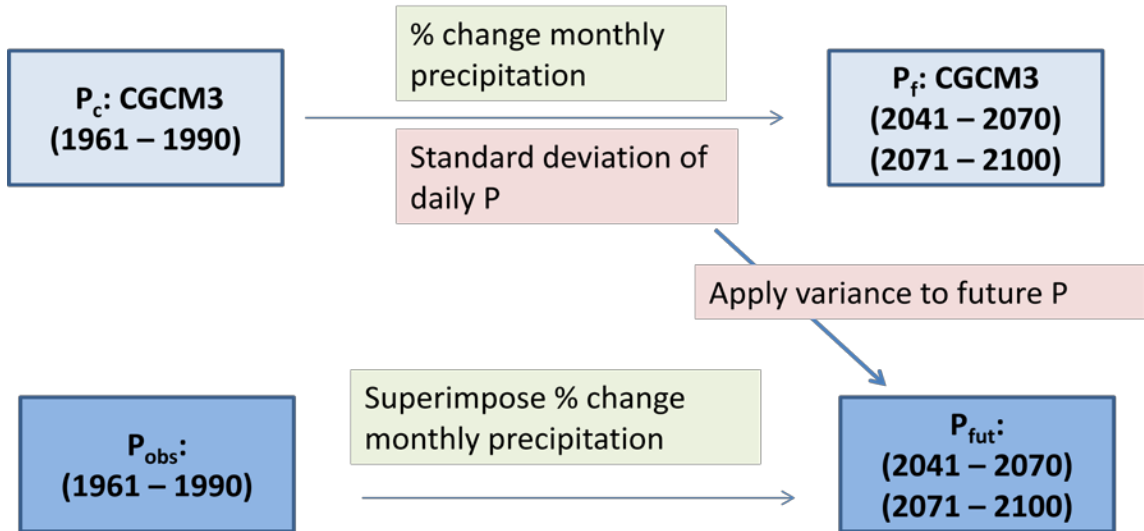 % change monthly
precipitation
Pc: CGCM3
(1961 – 1990)
Pf: CGCM3
(2041 – 2070)
(2071 – 2100)
Standard deviation of
daily P
Apply variance to future P
Superimpose % change
monthly precipitation
Pobs:
(1961 – 1990)
Pfut:
(2041 – 2070)
(2071 – 2100)